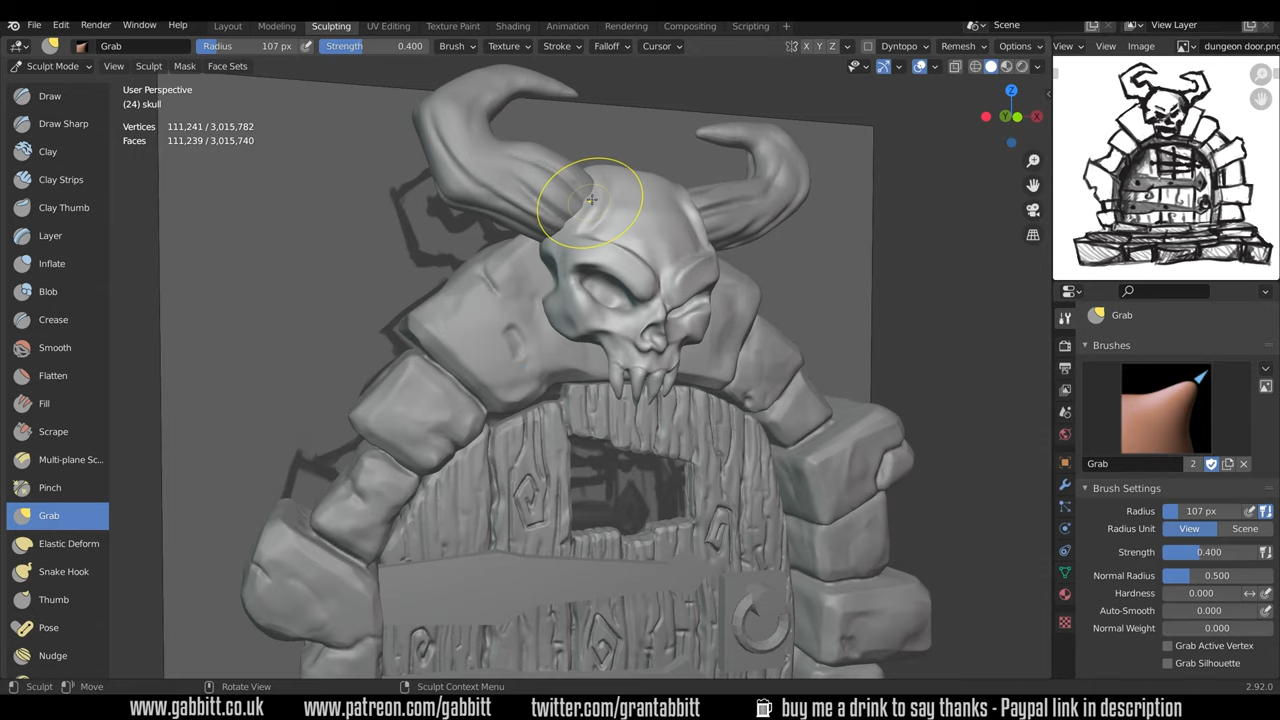 File Edit Render Window Help Layout Modeling Sculpting UV Editing Texture Paint Shading Animation Rendering Compositing Scripting + Scene View Layer
Grab Radius 107 px Strength 0.400 Brush Texture Stroke Falloff Cursor X Y Z Dyntopo Remesh Options View View Image dungeon door.png
Sculpt Mode View Sculpt Mask Face Sets
User Perspective
(24) skull
Vertices 111,241 / 3,015,782
Faces 111,239 / 3,015,740
Z
Y
X
Draw
Draw Sharp
Clay
Clay Strips
Clay Thumb
Layer
Inflate
Blob
Crease
Smooth
Flatten
Fill
Scrape
Multi-plane Sc...
Pinch
Grab
Elastic Deform
Snake Hook
Thumb
Pose
Nudge
Grab
Brushes
Grab 2
Brush Settings
Radius 107 px
Radius Unit View Scene
Strength 0.400
Normal Radius 0.500
Hardness 0.000
Auto-Smooth 0.000
Normal Weight 0.000
Grab Active Vertex
Grab Silhouette
Sculpt Move Rotate View Sculpt Context Menu 2.92.0
www.gabbitt.co.uk www.patreon.com/gabbitt twitter.com/grantabbitt buy me a drink to say thanks - Paypal link in description